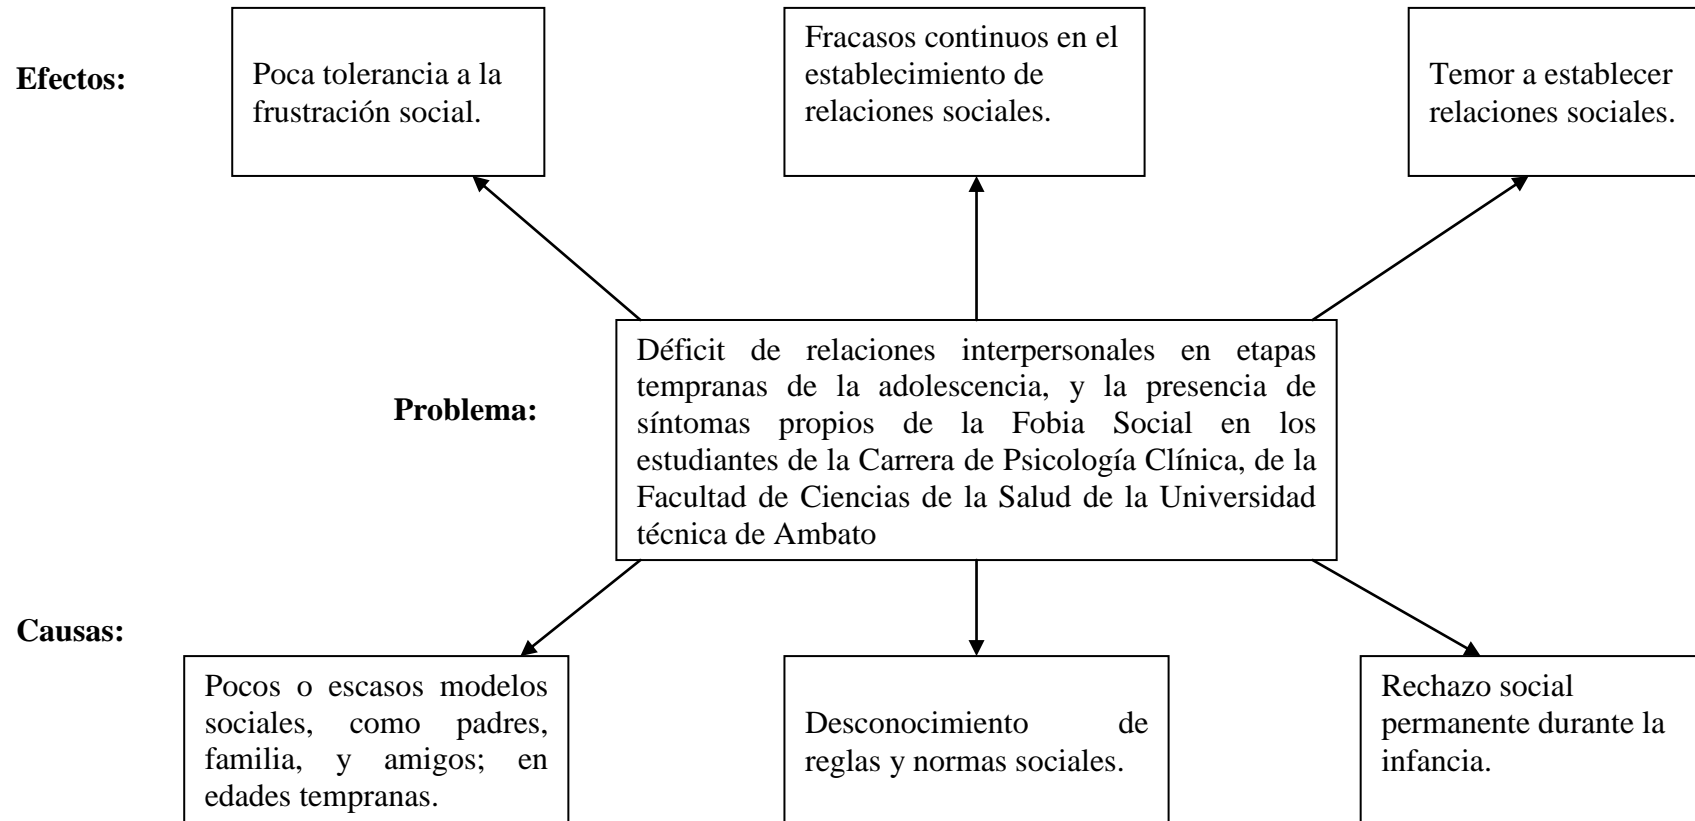 Efectos:
Poca tolerancia a la
frustración social.
Fracasos continuos en el
establecimiento de
relaciones sociales.
Temor a establecer
relaciones sociales.
Problema:
Déficit de relaciones interpersonales en etapas
tempranas de la adolescencia, y la presencia de
síntomas propios de la Fobia Social en los
estudiantes de la Carrera de Psicología Clínica, de la
Facultad de Ciencias de la Salud de la Universidad
técnica de Ambato
Causas:
Pocos o escasos modelos
sociales, como padres,
familia, y amigos; en
edades tempranas.
Desconocimiento de
reglas y normas sociales.
Rechazo social
permanente durante la
infancia.